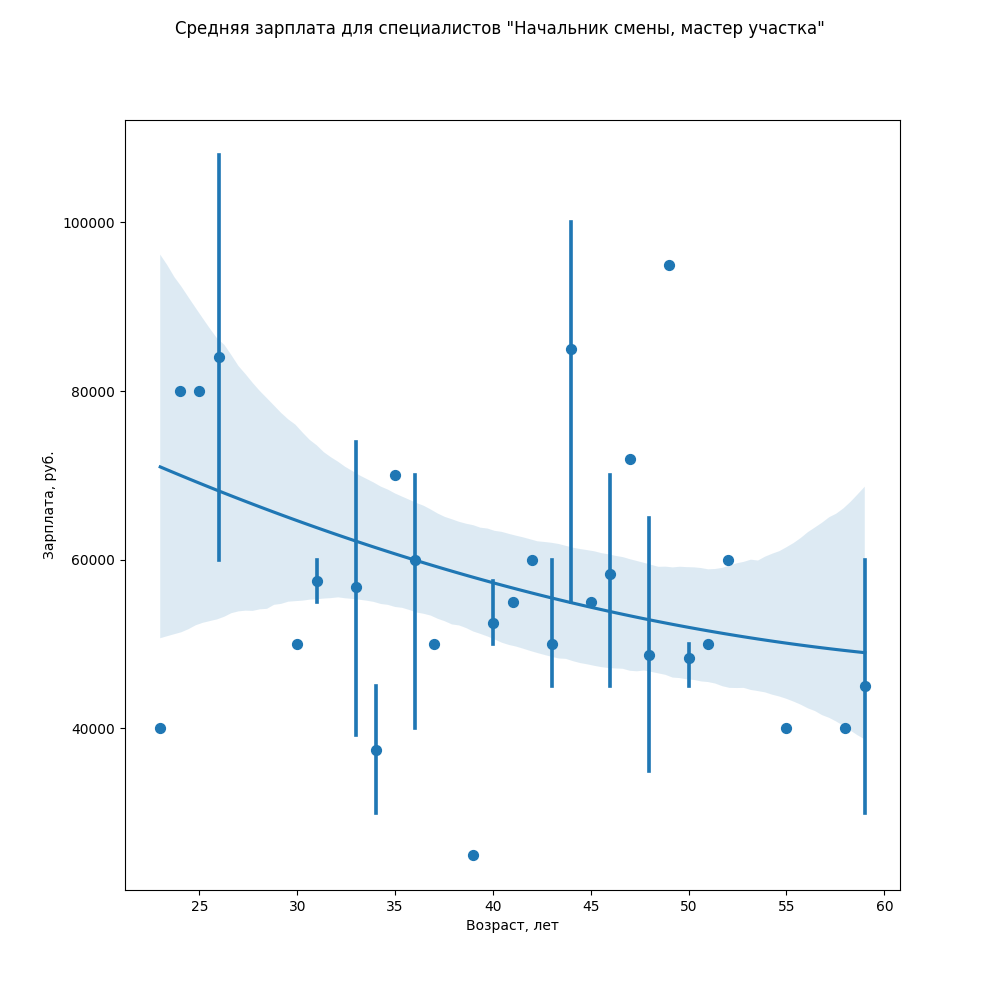 Средняя зарплата для специалистов "Начальник смены, мастер участка"
100000
80000
60000
40000
Зарплата, руб.
25 30 35 40 45 50 55 60
Возраст, лет